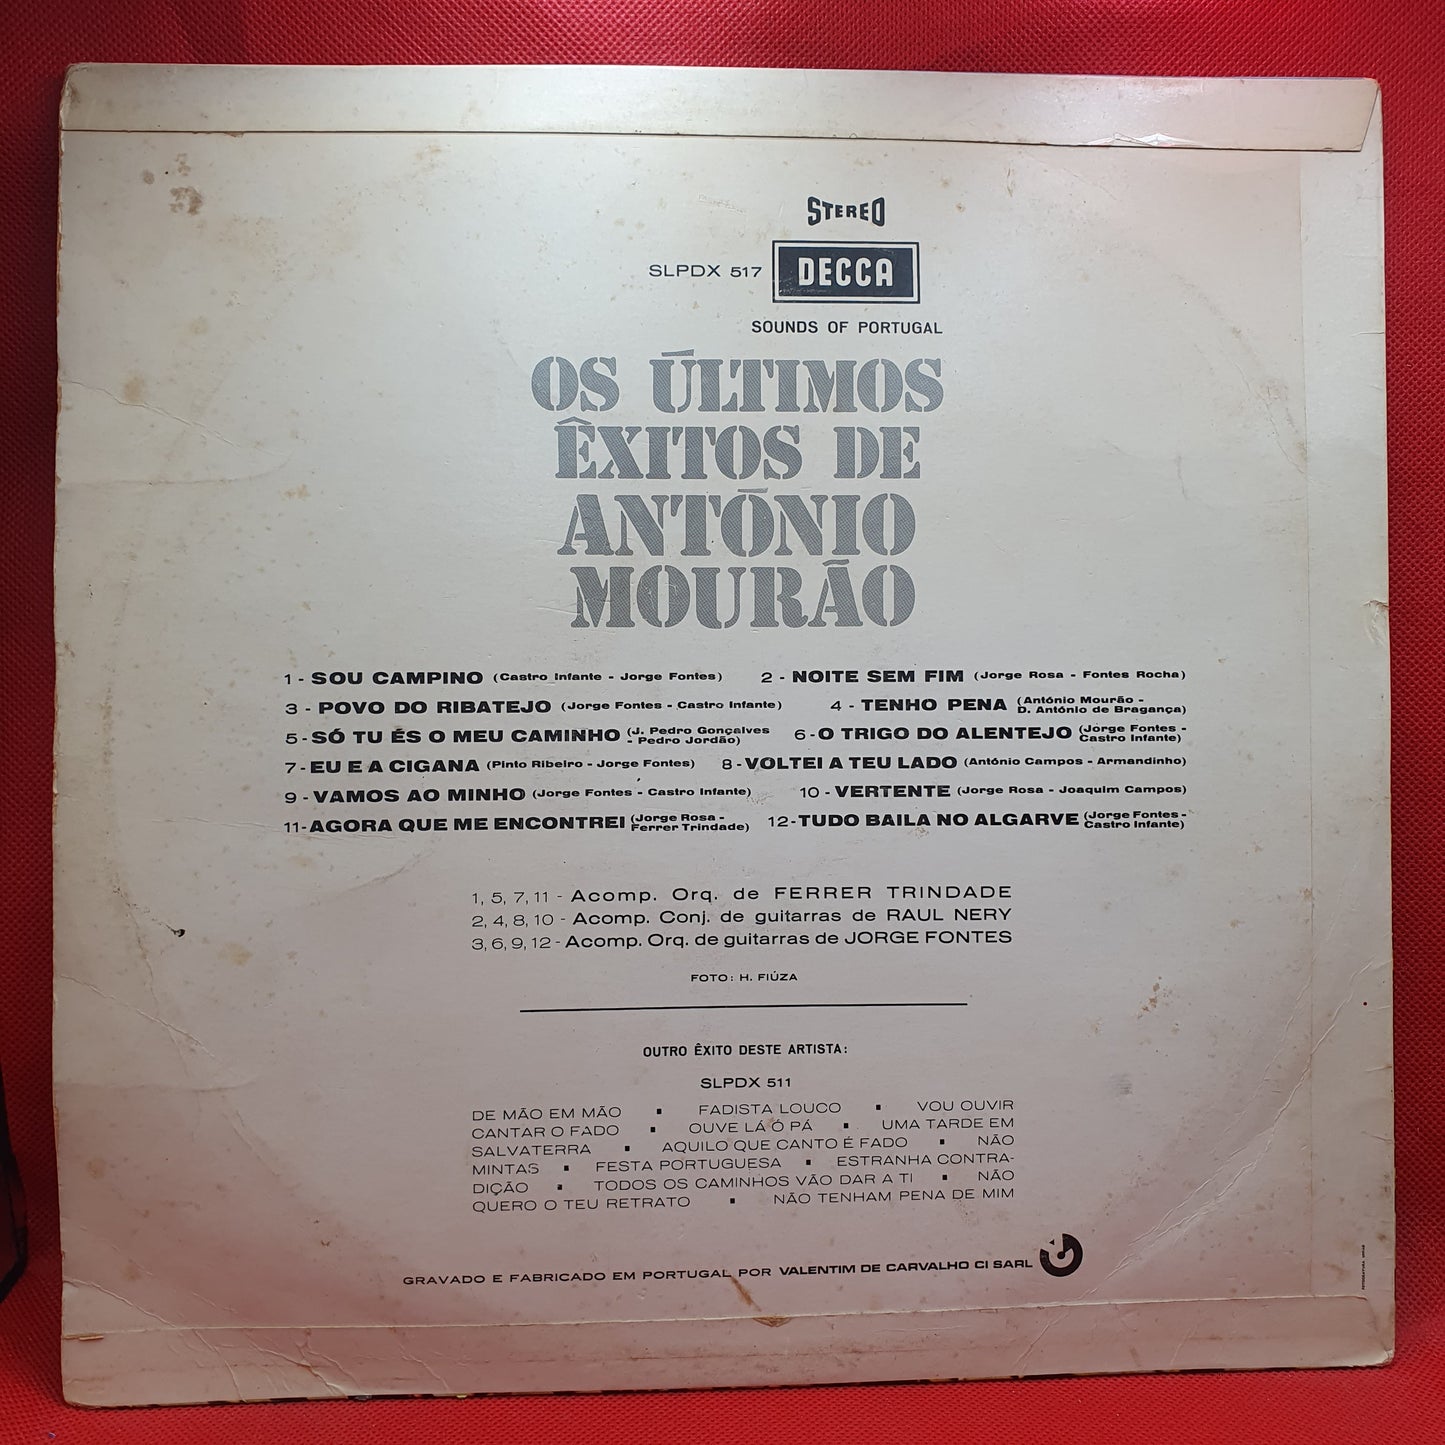 STEREO
SLPDX 517 DECCA
SOUNDS OF PORTUGAL
OS ÚLTIMOS
ÊXITOS DE
ANTÓNIO
MOURÃO
1 - SOU CAMPINO (Castro Infante - Jorge Fontes) 2 - NOITE SEM FIM (Jorge Rosa - Fontes Rocha)
3 - POVO DO RIBATEJO (Jorge Fontes - Castro Infante) 4 - TENHO PENA (António Mourão - D. António de Bragança)
5 - SÓ TU ÉS O MEU CAMINHO (J. Pedro Gonçalves - Pedro Jordão) 6 - O TRIGO DO ALENTEJO (Jorge Fontes - Castro Infante)
7 - EU E A CIGANA (Pinto Ribeiro - Jorge Fontes) 8 - VOLTEI A TEU LADO (António Campos - Armandinho)
9 - VAMOS AO MINHO (Jorge Fontes - Castro Infante) 10 - VERTENTE (Jorge Rosa - Joaquim Campos)
11 - AGORA QUE ME ENCONTREI (Jorge Rosa - Ferrer Trindade) 12 - TUDO BAILA NO ALGARVE (Jorge Fontes - Castro Infante)
1, 5, 7, 11 - Acomp. Orq. de FERRER TRINDADE
2, 4, 8, 10 - Acomp. Conj. de guitarras de RAUL NERY
3, 6, 9, 12 - Acomp. Orq. de guitarras de JORGE FONTES
FOTO: H. FIÚZA
OUTRO ÊXITO DESTE ARTISTA:
SLPDX 511
DE MÃO EM MÃO ▪ FADISTA LOUCO ▪ VOU OUVIR
CANTAR O FADO ▪ OUVE LÁ Ó PÁ ▪ UMA TARDE EM
SALVATERRA ▪ AQUILO QUE CANTO É FADO ▪ NÃO
MINTAS ▪ FESTA PORTUGUESA ▪ ESTRANHA CONTRA-
DIÇÃO ▪ TODOS OS CAMINHOS VÃO DAR A TI ▪ NÃO
QUERO O TEU RETRATO ▪ NÃO TENHAM PENA DE MIM
GRAVADO E FABRICADO EM PORTUGAL POR VALENTIM DE CARVALHO CI SARL